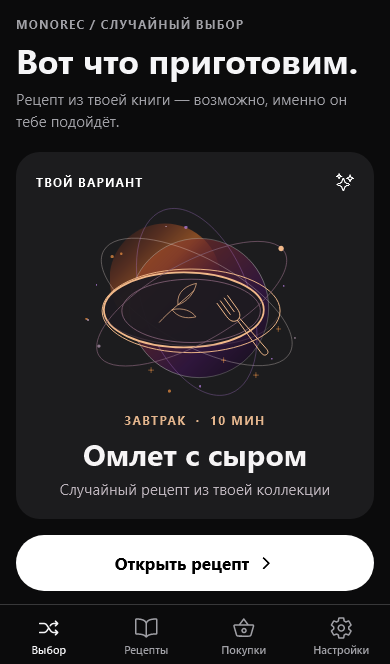 MONOREC / СЛУЧАЙНЫЙ ВЫБОР
Вот что приготовим.
Рецепт из твоей книги — возможно, именно он
тебе подойдёт.
ТВОЙ ВАРИАНТ
ЗАВТРАК · 10 МИН
Омлет с сыром
Случайный рецепт из твоей коллекции
Открыть рецепт
Выбор
Рецепты
Покупки
Настройки